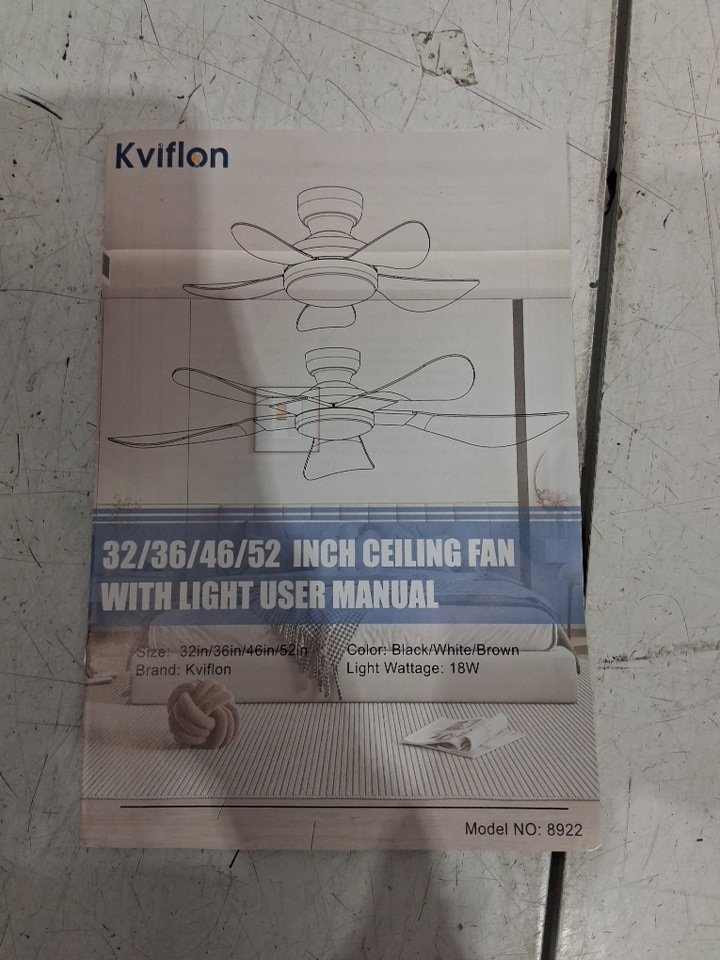 Kviflon
32/36/46/52 INCH CEILING FAN
WITH LIGHT USER MANUAL
Size: 32in/36in/46in/52in Color: Black/White/Brown
Brand: Kviflon Light Wattage: 18W
Model NO: 8922